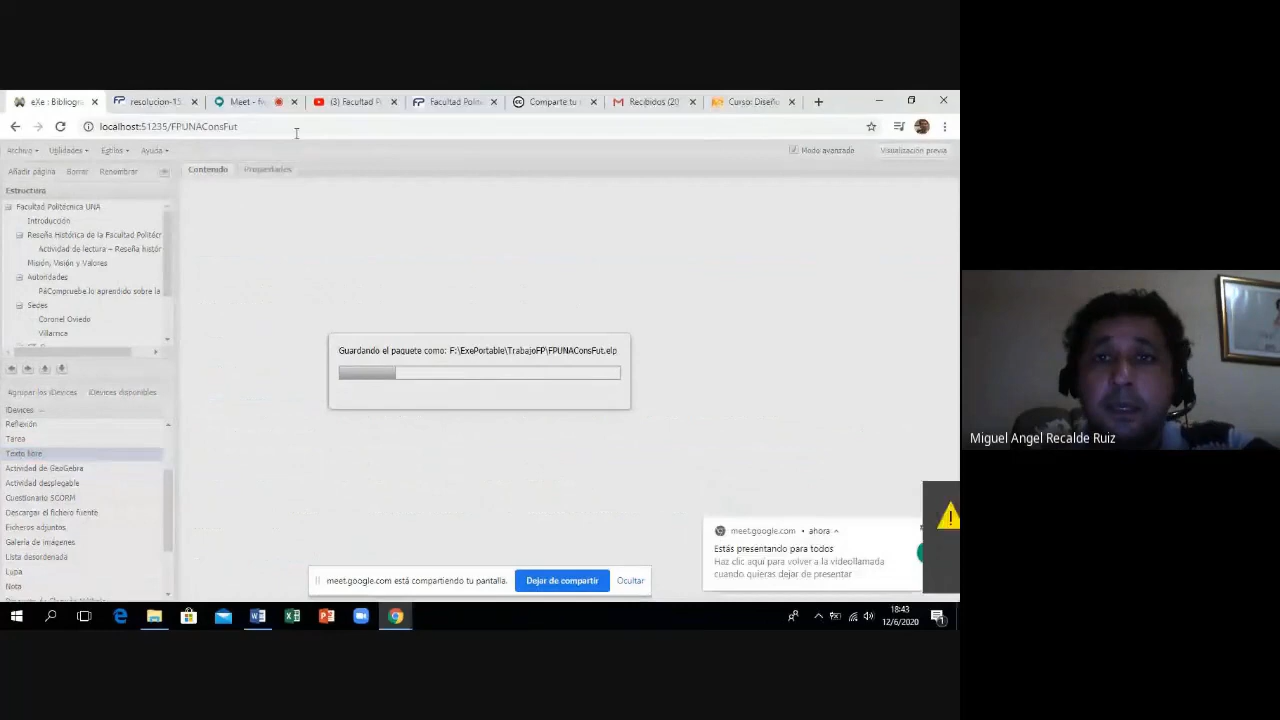 eXe : Bibliogra
resolucion-15
Meet - fw
(3) Facultad P
Facultad Polit
Comparte tu
Recibidos (20
Curso: Diseñ
localhost:51235/FPUNAConsFut
Archivo
Utilidades
Estilos
Ayuda
Modo avanzado
Visualización previa
Añadir página
Borrar
Renombrar
Contenido
Propiedades
Estructura
Facultad Politécnica UNA
Introducción
Reseña Histórica de la Facultad Politécr
Actividad de lectura – Reseña histór
Misión, Visión y Valores
Autoridades
PáCompruebe lo aprendido sobre la
Sedes
Coronel Oviedo
Villarrica
Guardando el paquete como: F:\ExePortable\TrabajoFP\FPUNAConsFut.elp
Agrupar los iDevices
iDevices disponibles
iDevices
Reflexión
Tarea
Texto libre
Actividad de GeoGebra
Actividad desplegable
Cuestionario SCORM
Descargar el fichero fuente
Ficheros adjuntos
Galería de imágenes
Lista desordenada
Lupa
Nota
meet.google.com • ahora
Estás presentando para todos
Haz clic aquí para volver a la videollamada
cuando quieras dejar de presentar
meet.google.com está compartiendo tu pantalla.
Dejar de compartir
Ocultar
18:43
12/6/2020
1
Miguel Angel Recalde Ruiz